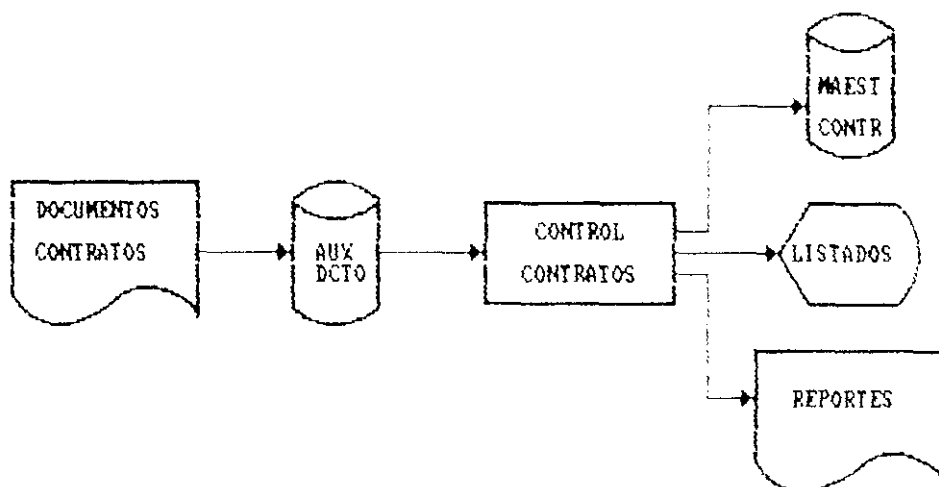 MAEST
CONTR
DOCUMENTOS
CONTRATOS
AUX
DCTO
CONTROL
CONTRATOS
LISTADOS
REPORTES